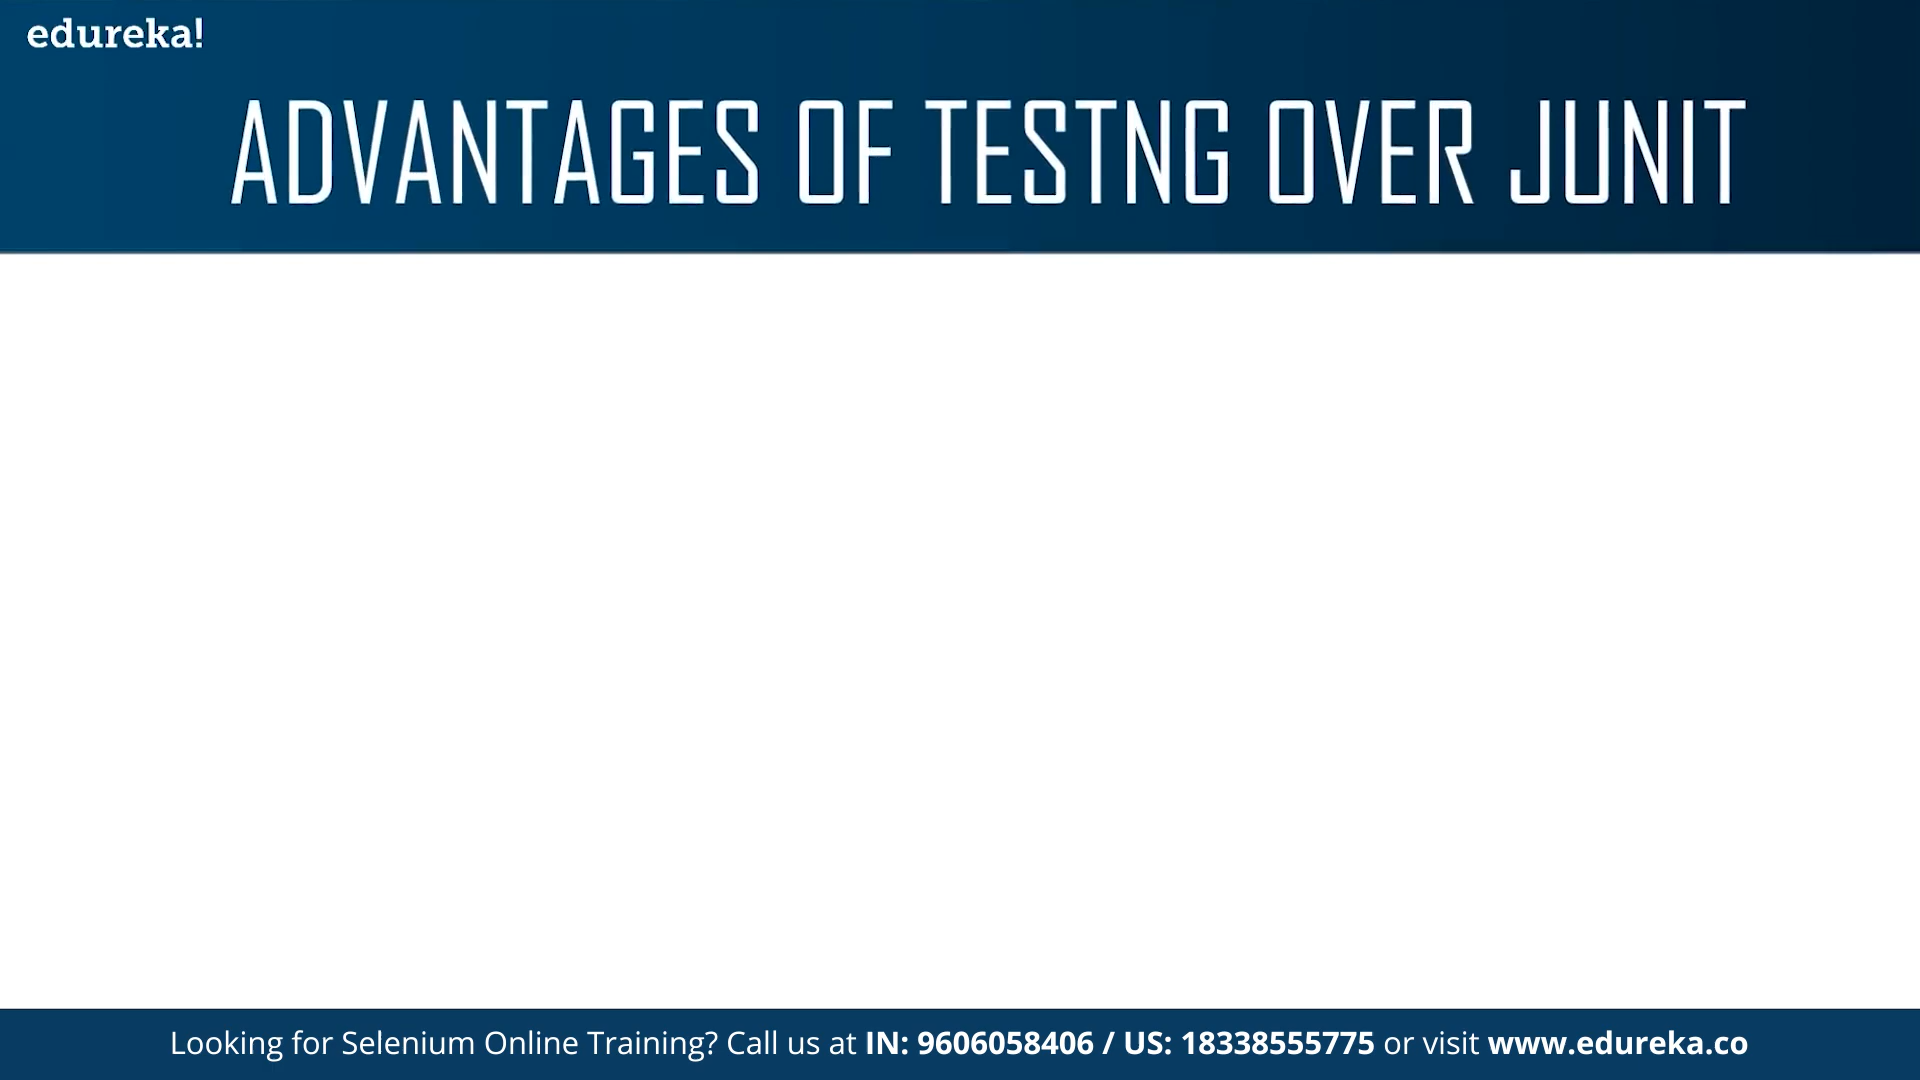 edureka!
ADVANTAGES OF TESTNG OVER JUNIT
Looking for Selenium Online Training? Call us at IN: 9606058406 / US: 18338555775 or visit www.edureka.co